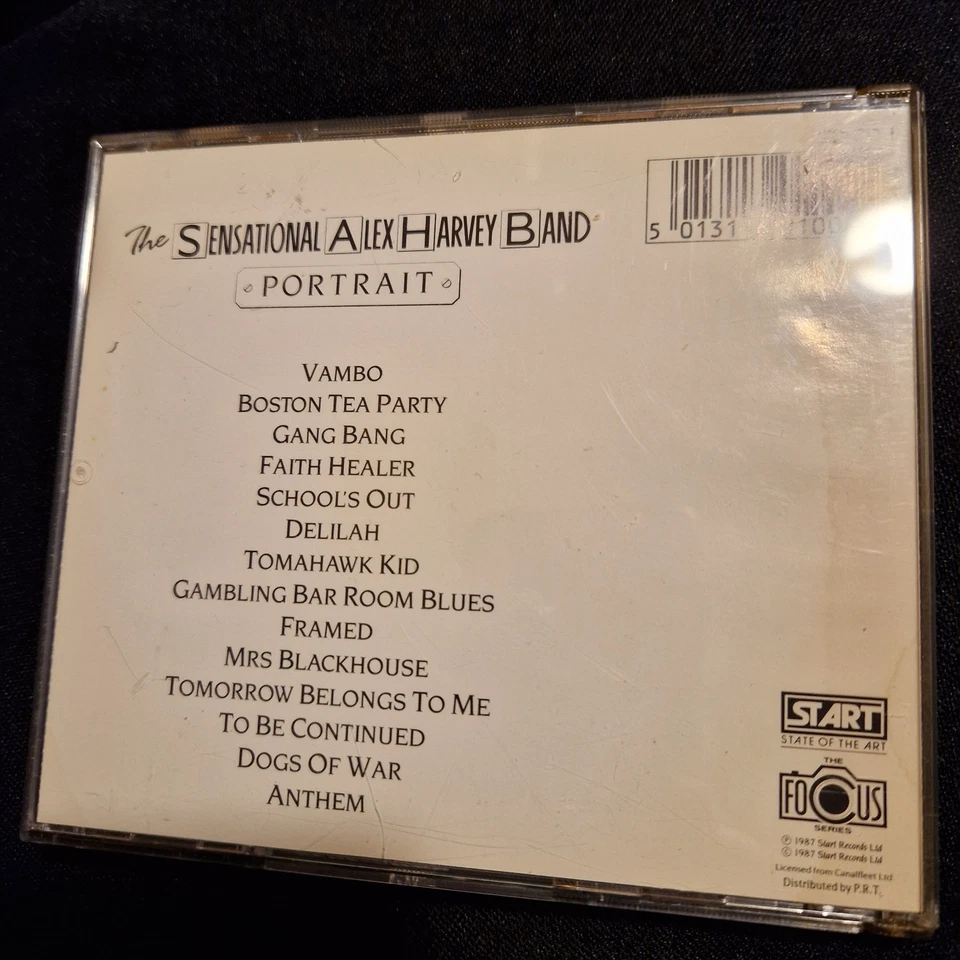 The SENSATIONAL ALEX HARVEY BAND
PORTRAIT
5 0131 100
VAMBO
BOSTON TEA PARTY
GANG BANG
FAITH HEALER
SCHOOL'S OUT
DELILAH
TOMAHAWK KID
GAMBLING BAR ROOM BLUES
FRAMED
MRS BLACKHOUSE
TOMORROW BELONGS TO ME
TO BE CONTINUED
DOGS OF WAR
ANTHEM
START
STATE OF THE ART
THE
FOCUS
SERIES
℗ 1987 Start Records Ltd
© 1987 Start Records Ltd
Licensed from Canalfleet Ltd
Distributed by P.R.T.